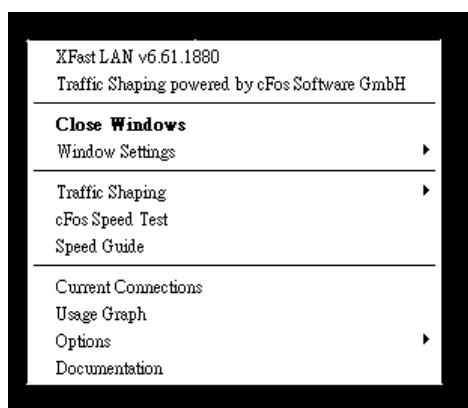 XFast LAN v6.61.1880
Traffic Shaping powered by cFos Software GmbH
Close Windows
Window Settings
Traffic Shaping
cFos Speed Test
Speed Guide
Current Connections
Usage Graph
Options
Documentation